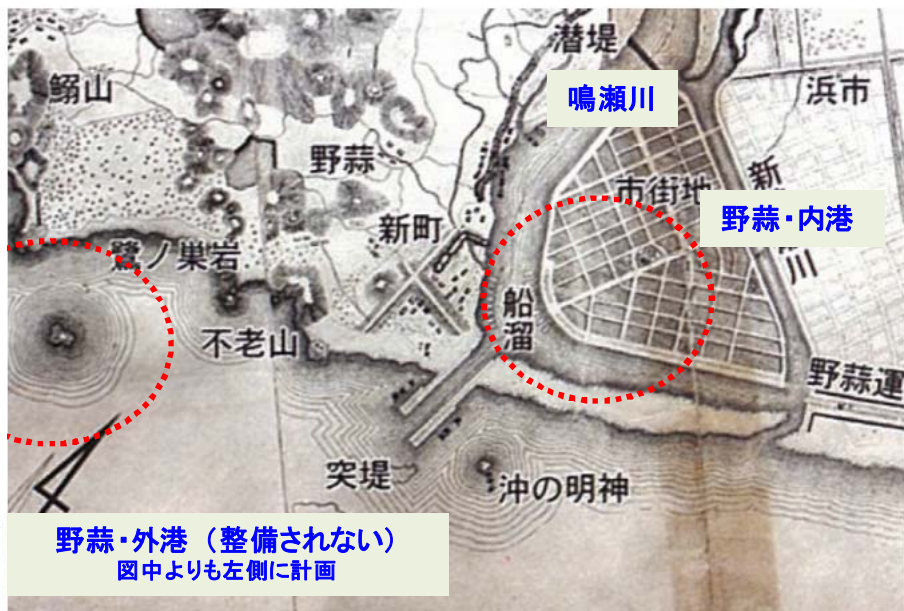 潜堤
鰯山
鳴瀬川
浜市
野蒜
市街地
新
川
野蒜・内港
新町
鷺ノ巣岩
船溜
不老山
野蒜運
突堤
沖の明神
野蒜・外港（整備されない）
図中よりも左側に計画